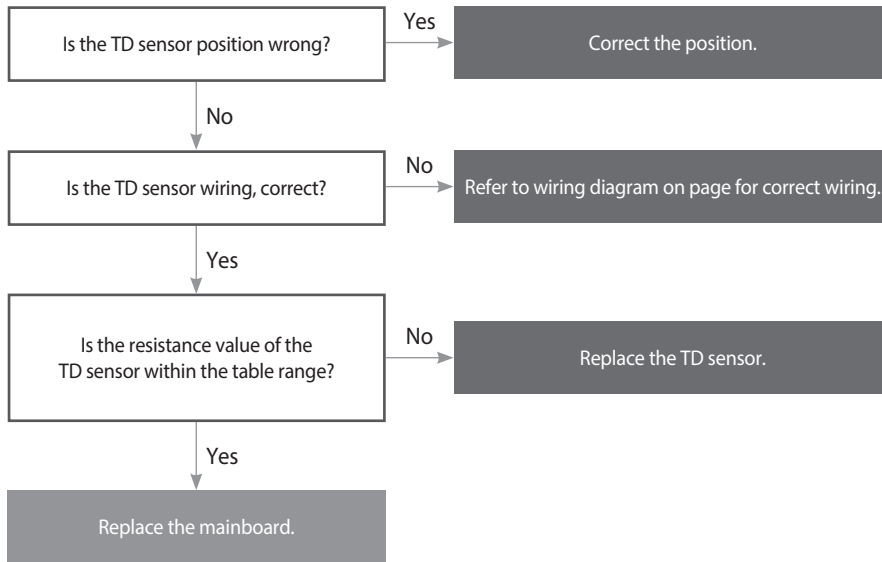 Is the TD sensor position wrong?
Yes
Correct the position.
No
Is the TD sensor wiring, correct?
No
Refer to wiring diagram on page for correct wiring.
Yes
Is the resistance value of the
TD sensor within the table range?
No
Replace the TD sensor.
Yes
Replace the mainboard.